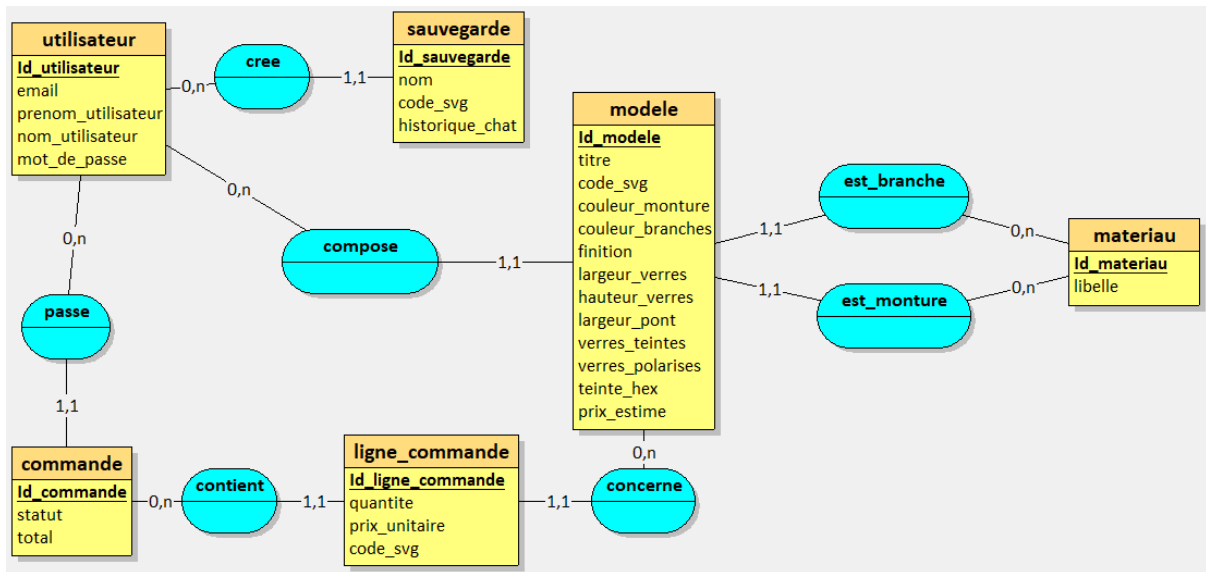 utilisateur
Id_utilisateur
email
prenom_utilisateur
nom_utilisateur
mot_de_passe
0,n
cree
1,1
sauvegarde
Id_sauvegarde
nom
code_svg
historique_chat
0,n
compose
1,1
modele
Id_modele
titre
code_svg
couleur_monture
couleur_branches
finition
largeur_verres
hauteur_verres
largeur_pont
verres_teintes
verres_polarises
teinte_hex
prix_estime
1,1
est_branche
0,n
1,1
est_monture
0,n
materiau
Id_materiau
libelle
0,n
passe
1,1
commande
Id_commande
statut
total
0,n
contient
1,1
ligne_commande
Id_ligne_commande
quantite
prix_unitaire
code_svg
1,1
concerne
0,n